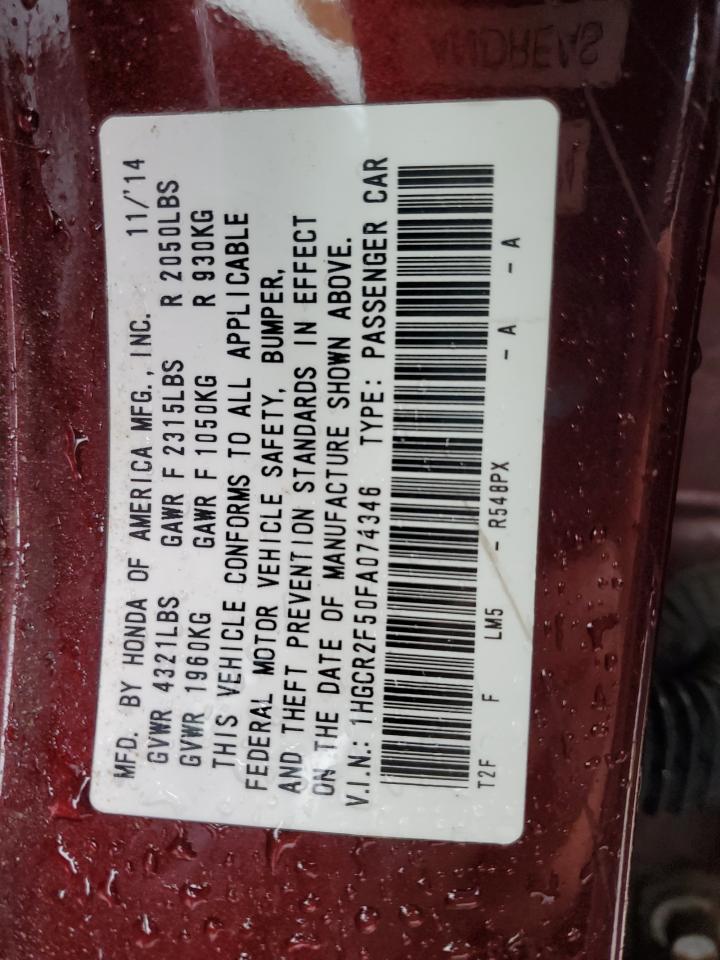 MFD. BY HONDA OF AMERICA MFG., INC. 11/'14
GVWR 4321LBS GAWR F 2315LBS R 2050LBS
GVWR 1960KG GAWR F 1050KG R 930KG
THIS VEHICLE CONFORMS TO ALL APPLICABLE
FEDERAL MOTOR VEHICLE SAFETY, BUMPER,
AND THEFT PREVENTION STANDARDS IN EFFECT
ON THE DATE OF MANUFACTURE SHOWN ABOVE.
V.I.N.: 1HGCR2F50FA074346 TYPE: PASSENGER CAR
T2F F LM5 - R548PX - A - A
ANDREAS